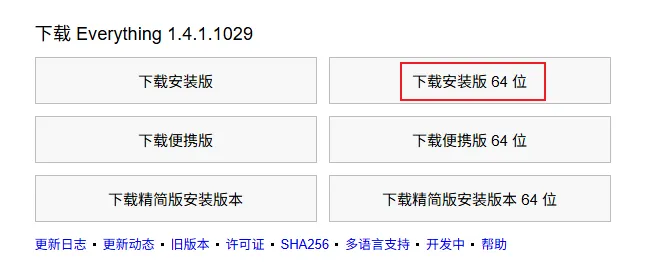 下载 Everything 1.4.1.1029
下载安装版 下载安装版 64 位
下载便携版 下载便携版 64 位
下载精简版安装版本 下载精简版安装版本 64 位
更新日志 • 更新动态 • 旧版本 • 许可证 • SHA256 • 多语言支持 • 开发中 • 帮助